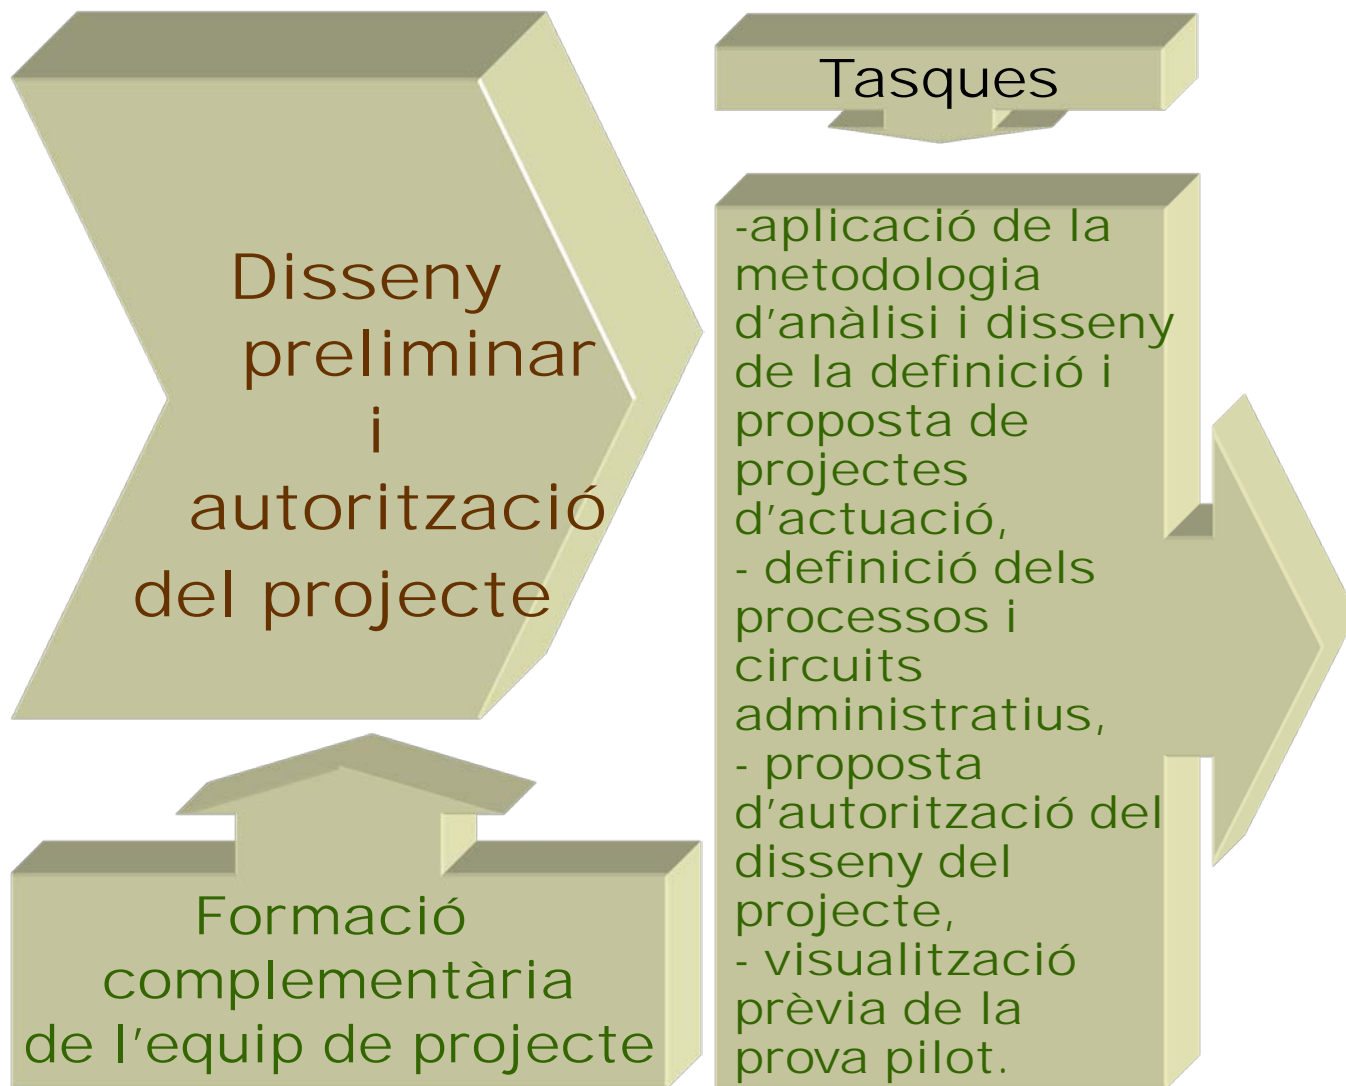 Disseny
preliminar
i
autorització
del projecte
Formació
complementària
de l'equip de projecte
Tasques
-aplicació de la
metodologia
d'anàlisi i disseny
de la definició i
proposta de
projectes
d'actuació,
- definició dels
processos i
circuits
administratius,
- proposta
d'autorització del
disseny del
projecte,
- visualització
prèvia de la
prova pilot.